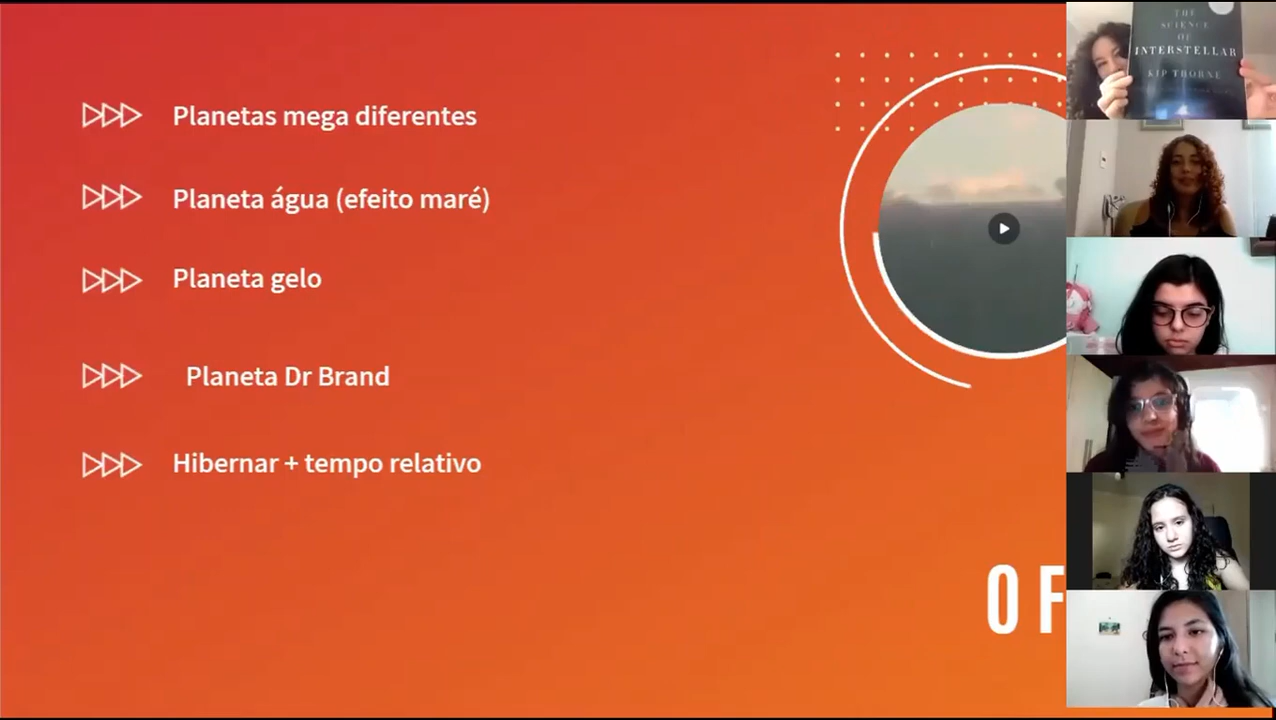 Planetas mega diferentes
Planeta água (efeito maré)
Planeta gelo
Planeta Dr Brand
Hibernar + tempo relativo
O F
THE
SCIENCE
OF
INTERSTELLAR
KIP THORNE